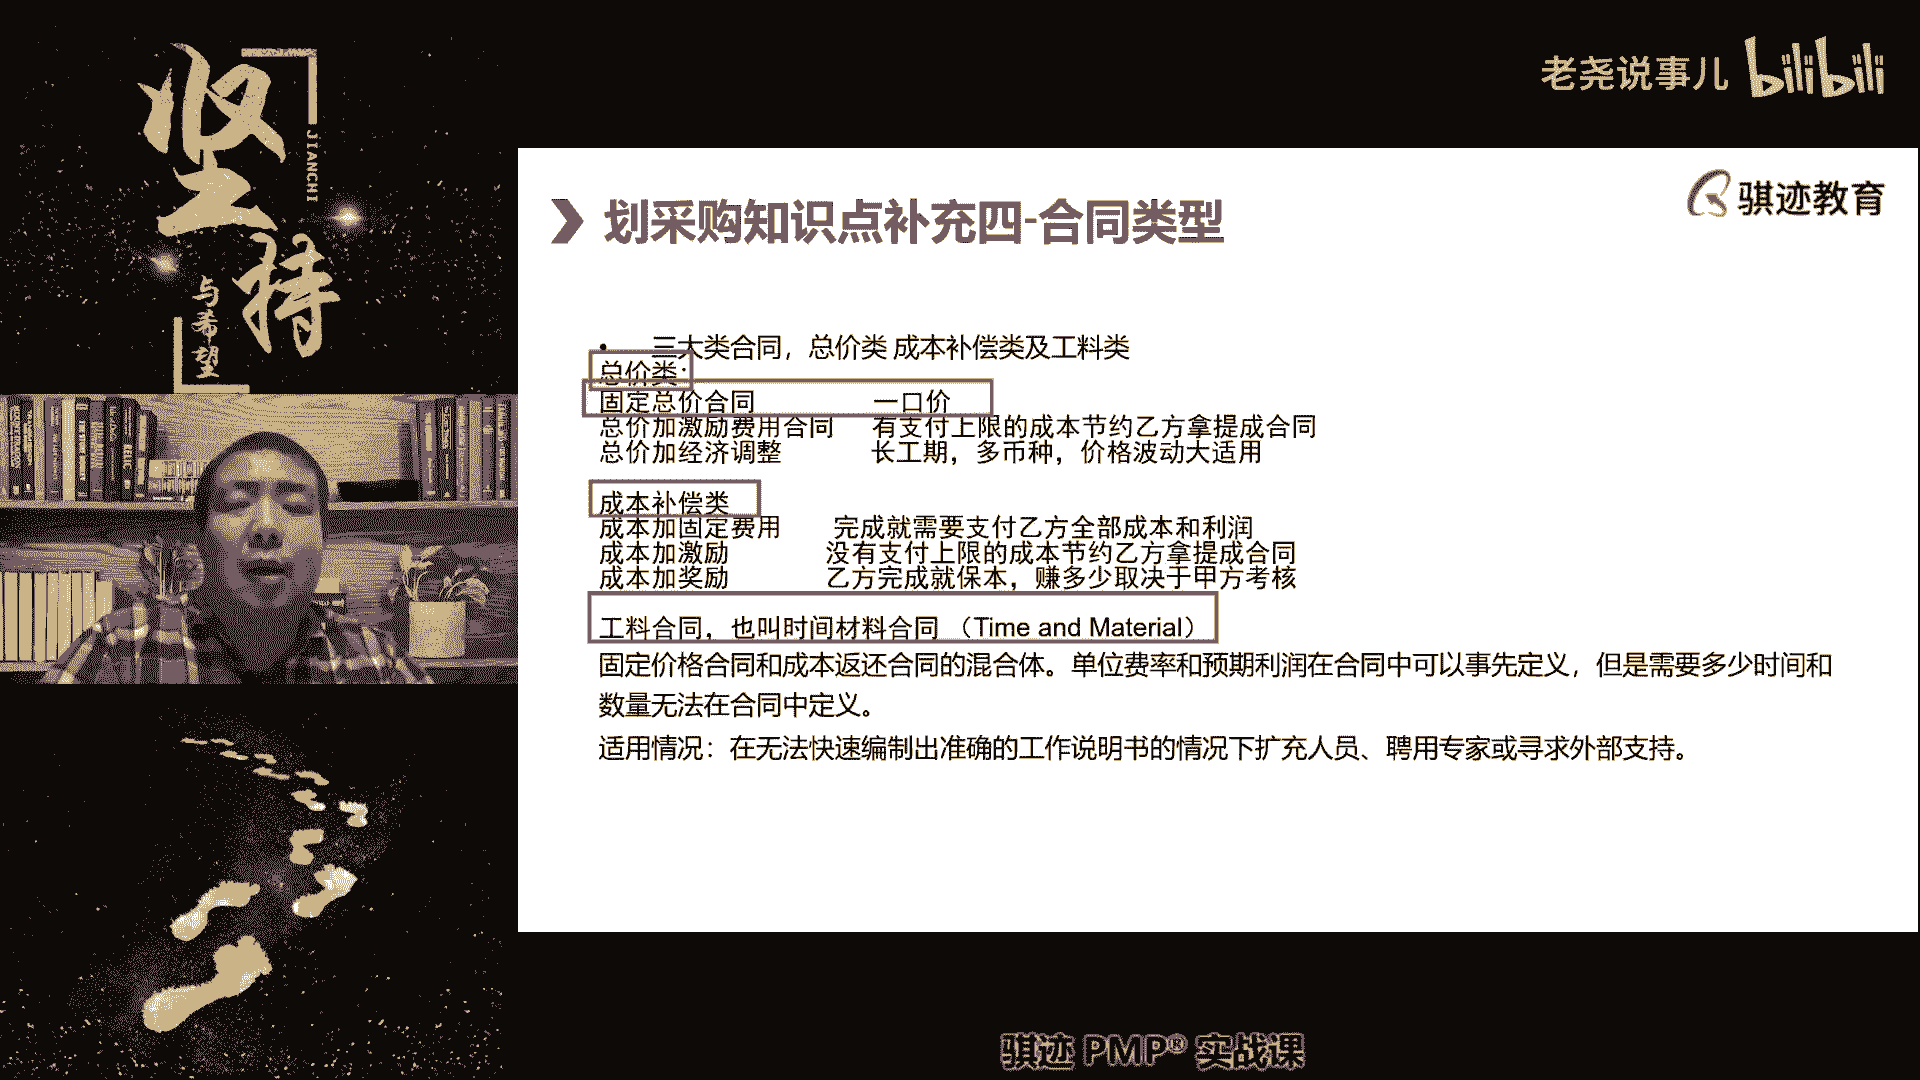 坚持
JIANCHI
与希望
老尧说事儿 bilibili
骐迹教育
划采购知识点补充四-合同类型
• 三大类合同，总价类 成本补偿类及工料类
总价类：
固定总价合同 一口价
总价加激励费用合同 有支付上限的成本节约乙方拿提成合同
总价加经济调整 长工期，多币种，价格波动大适用
成本补偿类
成本加固定费用 完成就需要支付乙方全部成本和利润
成本加激励 没有支付上限的成本节约乙方拿提成合同
成本加奖励 乙方完成就保本，赚多少取决于甲方考核
工料合同，也叫时间材料合同 （Time and Material）
固定价格合同和成本返还合同的混合体。单位费率和预期利润在合同中可以事先定义，但是需要多少时间和
数量无法在合同中定义。
适用情况：在无法快速编制出准确的工作说明书的情况下扩充人员、聘用专家或寻求外部支持。
骐迹 PMP® 实战课